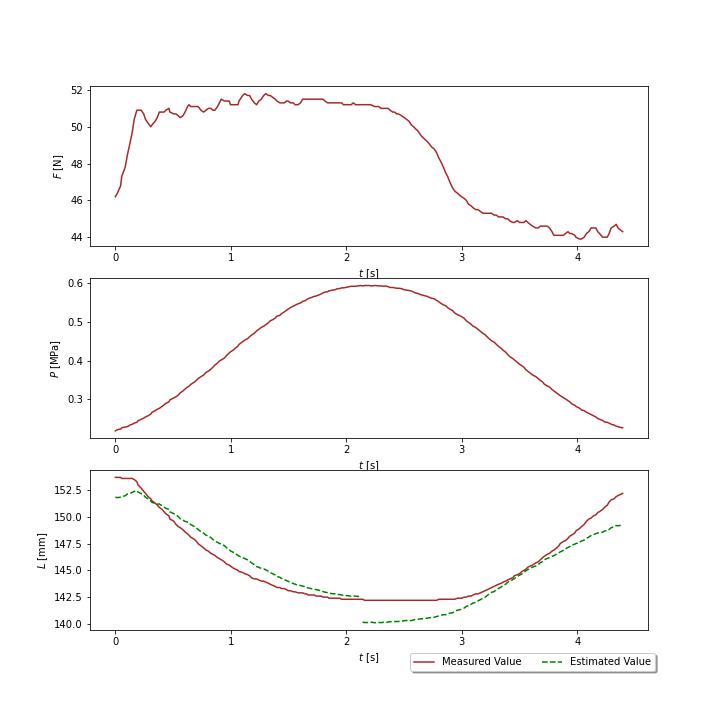 52
50
48
46
44
F [N]
0 1 2 3 4
t [s]
0.6
0.5
0.4
0.3
P [MPa]
0 1 2 3 4
t [s]
152.5
150.0
147.5
145.0
142.5
140.0
L [mm]
0 1 2 3 4
t [s]
Measured Value Estimated Value